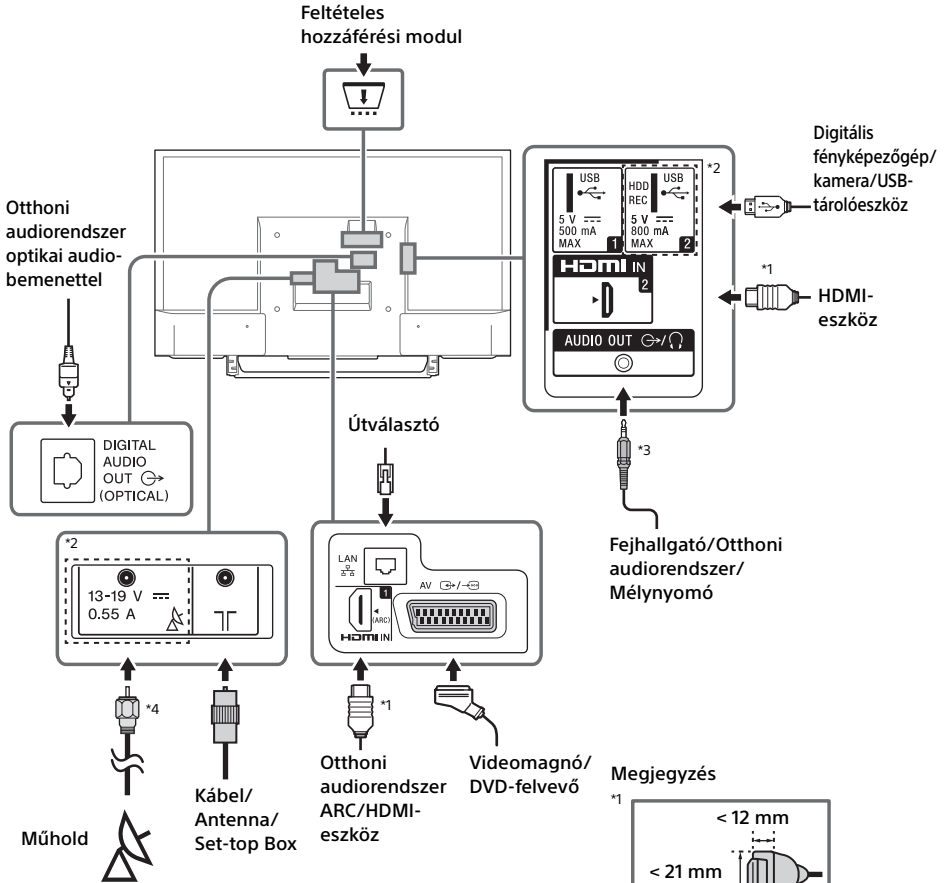 Feltételes
hozzáférési modul
Digitális
fényképezőgép/
kamera/USB-
tárolóeszköz
Otthoni
audiorendszer
optikai audio-
bemenettel
*2
USB
5 V
500 mA
MAX
1
HDD
REC
USB
5 V
800 mA
MAX
2
HDMI IN
2
*1
HDMI-
eszköz
AUDIO OUT
Útválasztó
*3
DIGITAL
AUDIO
OUT
(OPTICAL)
Fejhallgató/Otthoni
audiorendszer/
Mélynyomó
*2
13-19 V
0.55 A
LAN
1
(ARC)
HDMI IN
AV
*4
*1
Otthoni
audiorendszer
ARC/HDMI-
eszköz
Videomagnó/
DVD-felvevő
Kábel/
Antenna/
Set-top Box
Műhold
Megjegyzés
*1
< 12 mm
< 21 mm